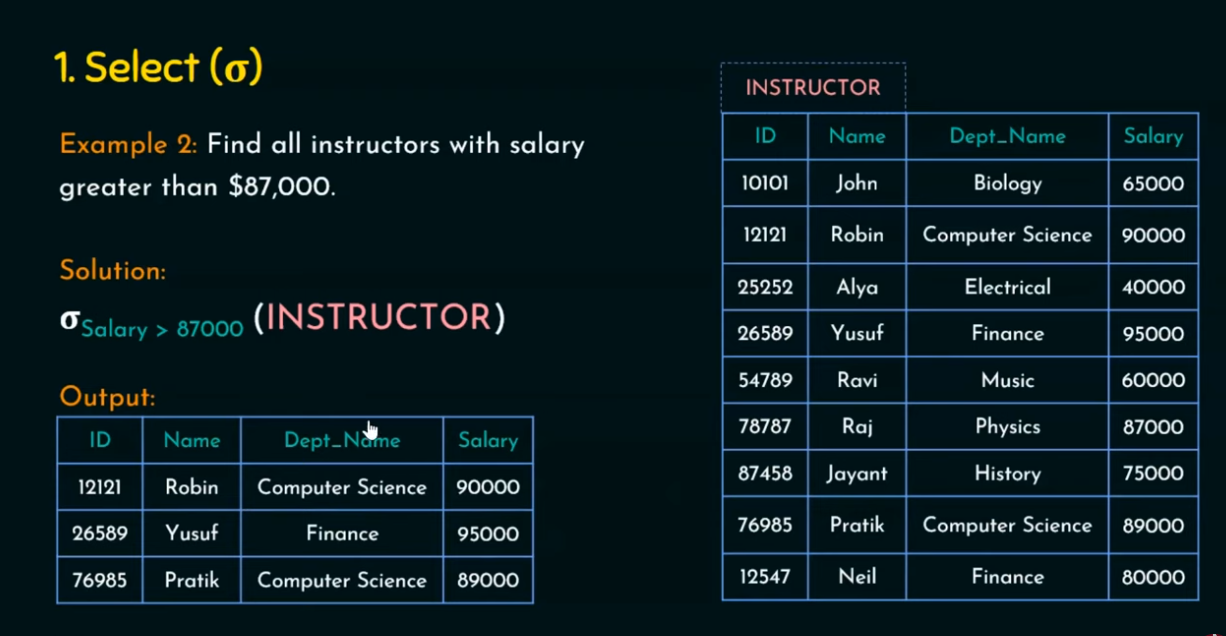 1. Select (σ)
Example 2: Find all instructors with salary
greater than $87,000.
Solution:
σSalary > 87000 (INSTRUCTOR)
Output:
ID Name Dept_Name Salary
12121 Robin Computer Science 90000
26589 Yusuf Finance 95000
76985 Pratik Computer Science 89000
INSTRUCTOR
ID Name Dept_Name Salary
10101 John Biology 65000
12121 Robin Computer Science 90000
25252 Alya Electrical 40000
26589 Yusuf Finance 95000
54789 Ravi Music 60000
78787 Raj Physics 87000
87458 Jayant History 75000
76985 Pratik Computer Science 89000
12547 Neil Finance 80000